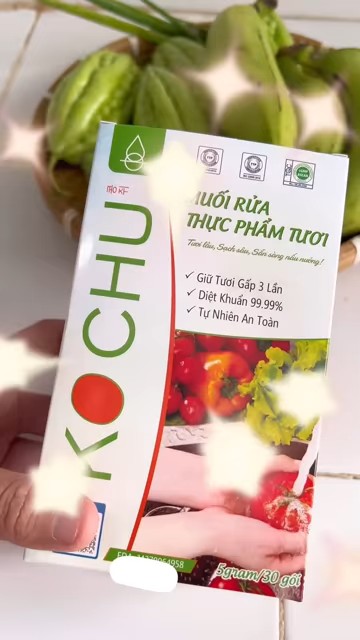 KOCHU
MUỐI RỬA
THỰC PHẨM TƯƠI
Tươi lâu, Sạch sâu, Sẵn sàng nấu nướng!
✓ Giữ Tươi Gấp 3 Lần
✓ Diệt Khuẩn 99.99%
✓ Tự Nhiên An Toàn
5gram/30 gói